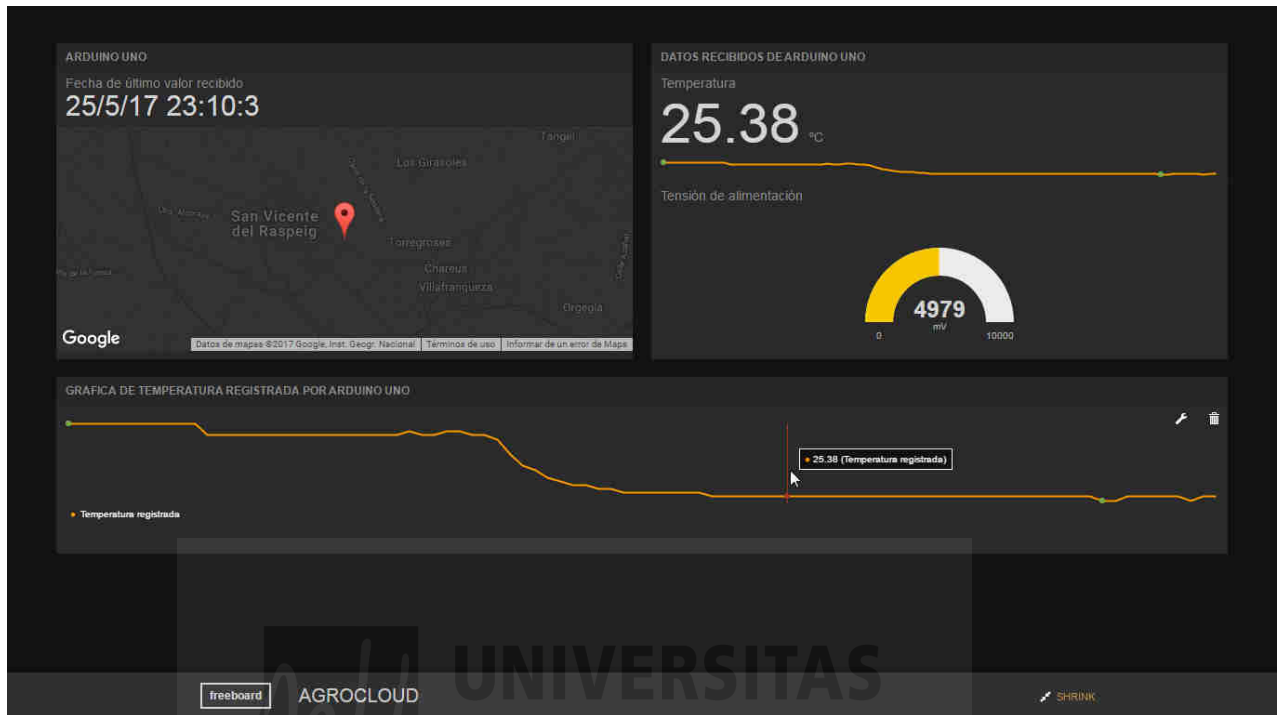 ARDUINO UNO
Fecha de último valor recibido
25/5/17 23:10:3
Tangel
Los Girasoles
San Vicente
del Raspeig
Torregroses
Villafranqueza
Orgegia
Google
Datos de mapas ©2017 Google, Inst. Geogr. Nacional
Términos de uso
Informar de un error de Maps
DATOS RECIBIDOS DE ARDUINO UNO
Temperatura
25.38 ºC
Tensión de alimentación
4979
mV
0
10000
GRAFICA DE TEMPERATURA REGISTRADA POR ARDUINO UNO
25.38 (Temperatura registrada)
Temperatura registrada
UNIVERSITAS
freeboard
AGROCLOUD
SHRINK